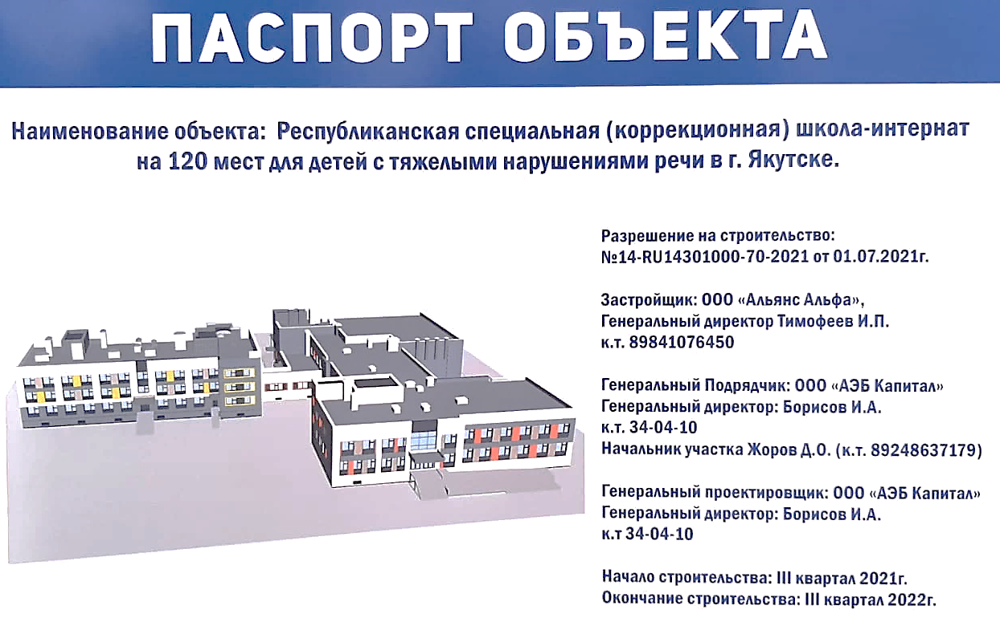 ПАСПОРТ ОБЪЕКТА
Наименование объекта: Республиканская специальная (коррекционная) школа-интернат
на 120 мест для детей с тяжелыми нарушениями речи в г. Якутске.
Разрешение на строительство:
№14-RU14301000-70-2021 от 01.07.2021г.
Застройщик: ООО «Альянс Альфа»,
Генеральный директор Тимофеев И.П.
к.т. 89841076450
Генеральный Подрядчик: ООО «АЭБ Капитал»
Генеральный директор: Борисов И.А.
к.т. 34-04-10
Начальник участка Жоров Д.О. (к.т. 89248637179)
Генеральный проектировщик: ООО «АЭБ Капитал»
Генеральный директор: Борисов И.А.
к.т 34-04-10
Начало строительства: III квартал 2021г.
Окончание строительства: III квартал 2022г.